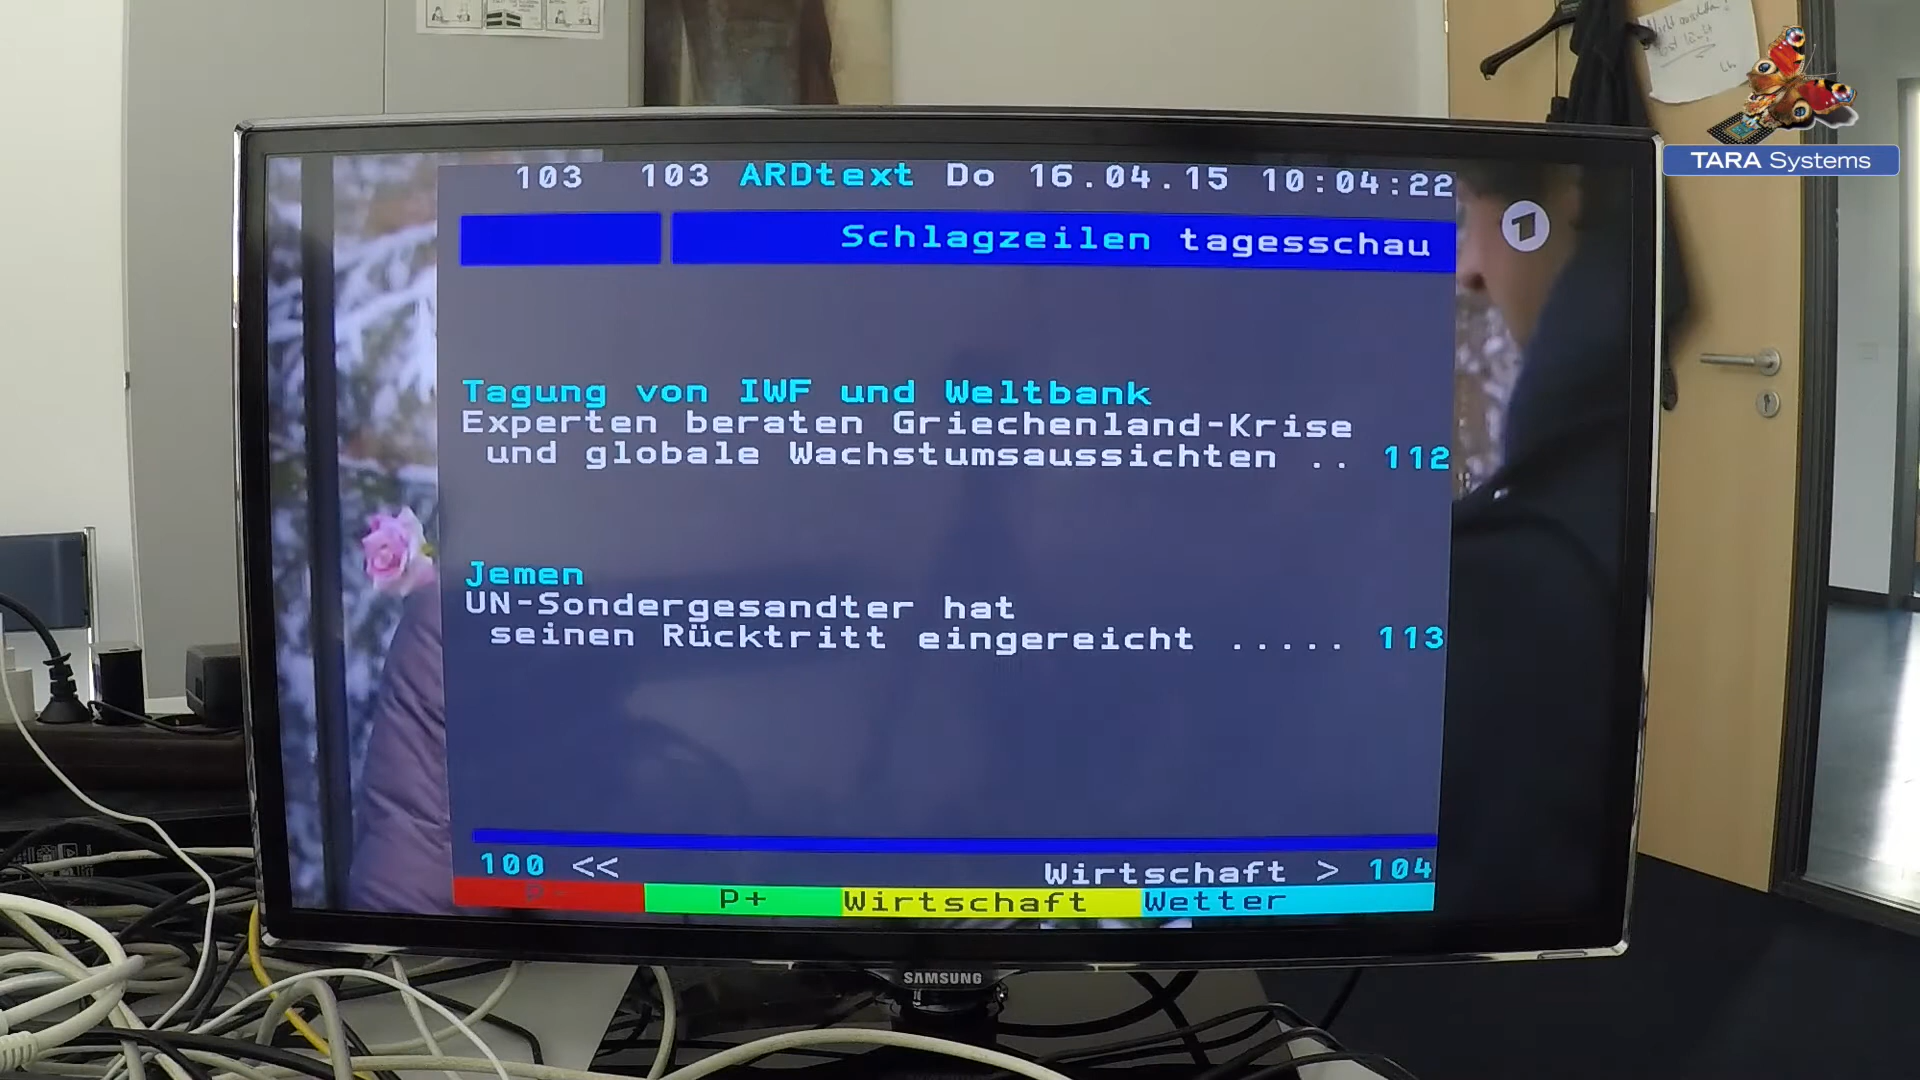 TARA Systems
103 103 ARDtext Do 16.04.15 10:04:22
Schlagzeilen tagesschau
Tagung von IWF und Weltbank
Experten beraten Griechenland-Krise
und globale Wachstumsaussichten .. 112
Jemen
UN-Sondergesandter hat
seinen Rücktritt eingereicht ..... 113
100 << Wirtschaft > 104
P- P+ Wirtschaft Wetter
SAMSUNG